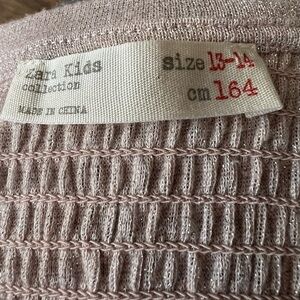 Zara Kids
collection
MADE IN CHINA
size 13-14
cm 164